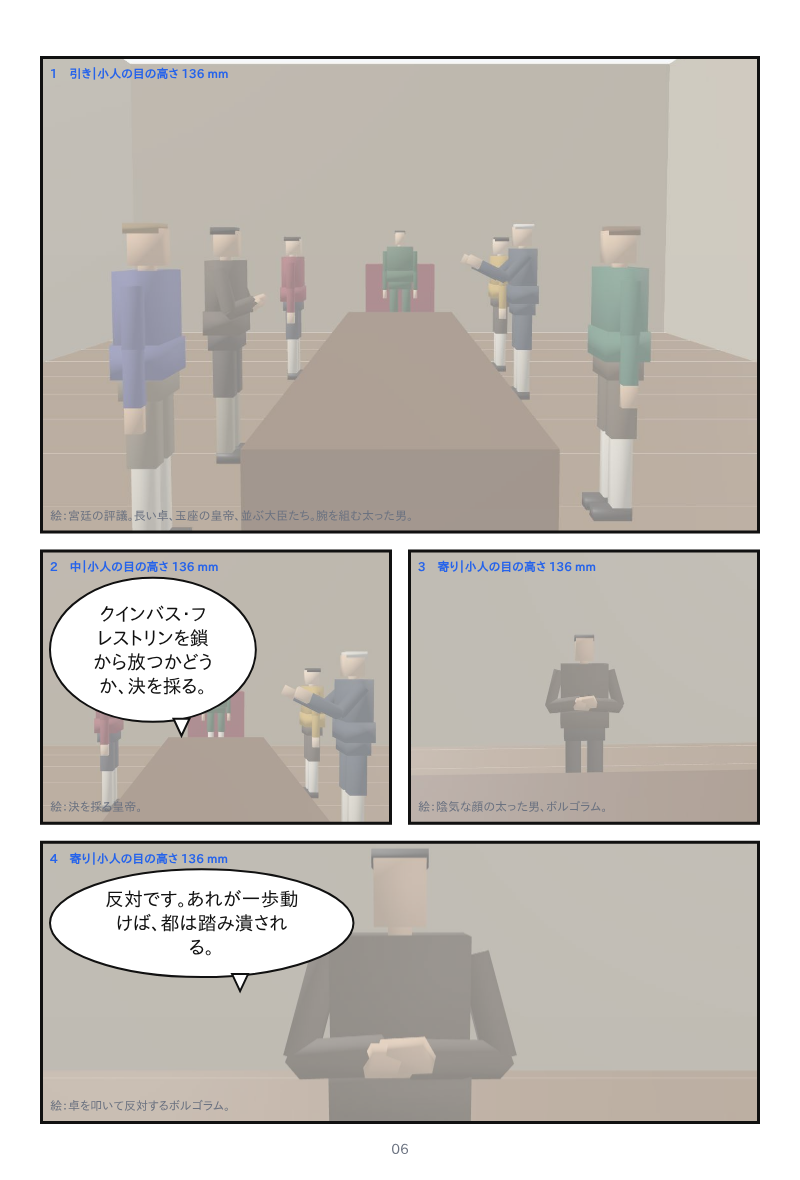 1 引き|小人の目の高さ 136 mm
絵:宮廷の評議。長い卓、玉座の皇帝、並ぶ大臣たち。腕を組む太った男。
2 中|小人の目の高さ 136 mm
クインバス・フ
レストリンを鎖
から放つかどう
か、決を採る。
絵:決を採る皇帝。
3 寄り|小人の目の高さ 136 mm
絵:陰気な顔の太った男、ボルゴラム。
4 寄り|小人の目の高さ 136 mm
反対です。あれが一歩動
けば、都は踏み潰され
る。
絵:卓を叩いて反対するボルゴラム。
06